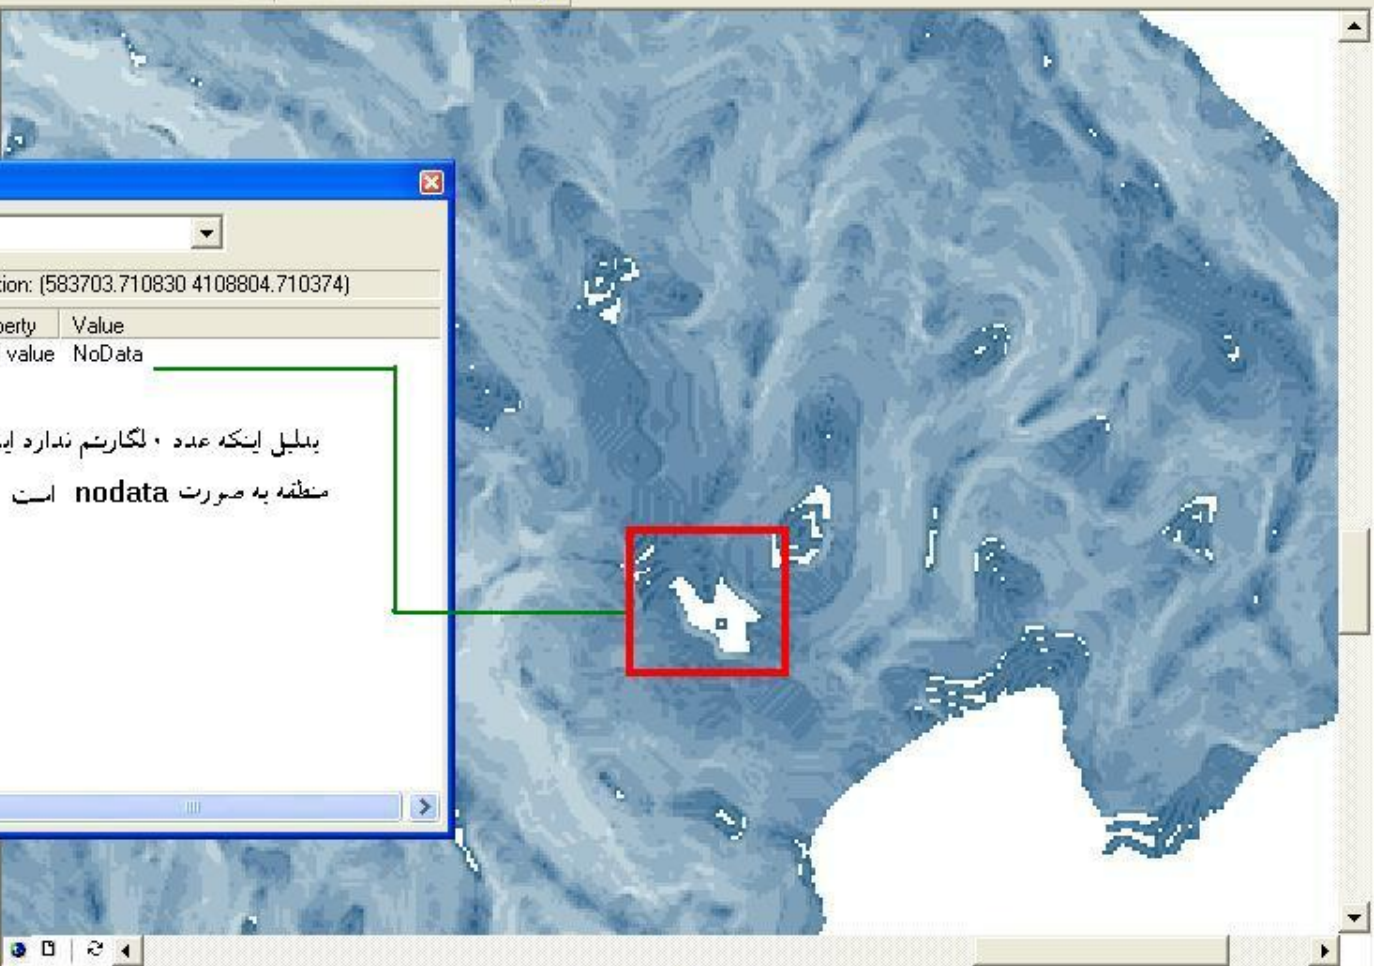 tion: (583703.710830 4108804.710374)
perty Value
value NoData
بدلیل اینکه عدد ۰ لگاریتم ندارد این
منطقه به صورت nodata است